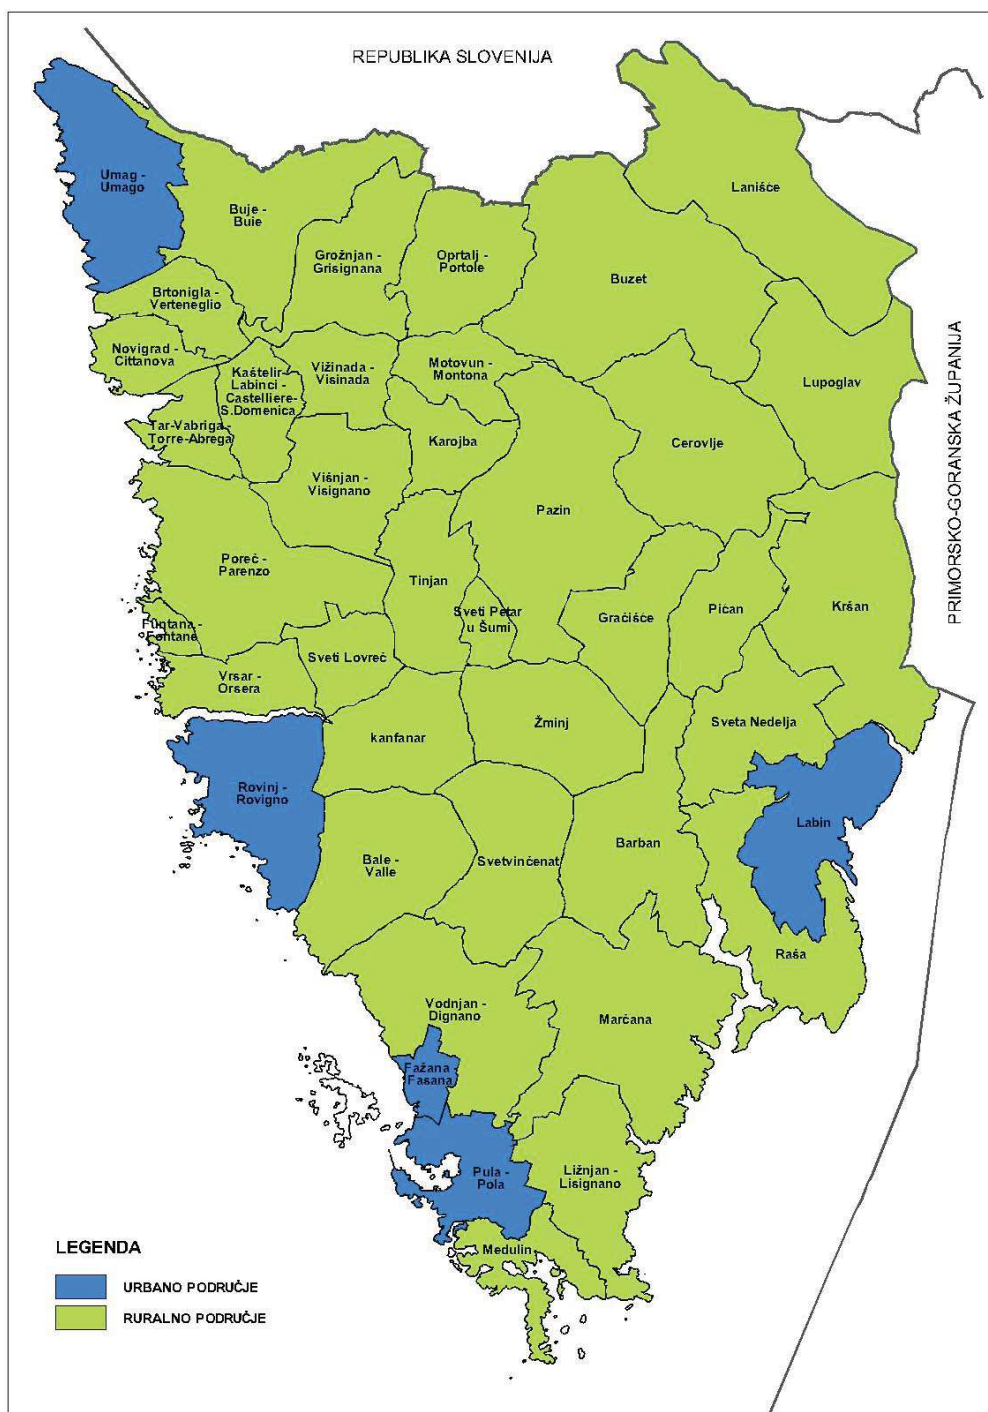 REPUBLIKA SLOVENIJA
PRIMORSKO-GORANSKA ŽUPANIJA
Umag -
Umago
Lanišće
Buje -
Buie
Grožnjan -
Grisignana
Oprtalj -
Portole
Buzet
Brtonigla -
Verteneglio
Novigrad -
Cittanova
Kaštelir-
Labinci -
Castelliere-
S.Domenica
Vižinada -
Visinada
Motovun -
Montona
Lupoglav
Tar-Vabriga -
Torre-Abrega
Karojba
Cerovlje
Višnjan -
Visignano
Pazin
Poreč -
Parenzo
Tinjan
Sveti Petar
u Šumi
Gračišće
Pićan
Kršan
Funtana -
Fontane
Vrsar -
Orsera
Sveti Lovreč
kanfanar
Žminj
Sveta Nedelja
Rovinj -
Rovigno
Labin
Bale -
Valle
Svetvinčenat
Barban
Raša
Vodnjan -
Dignano
Marčana
Fažana -
Fasana
Pula -
Pola
Ližnjan -
Lisignano
Medulin
LEGENDA
URBANO PODRUČJE
RURALNO PODRUČJE